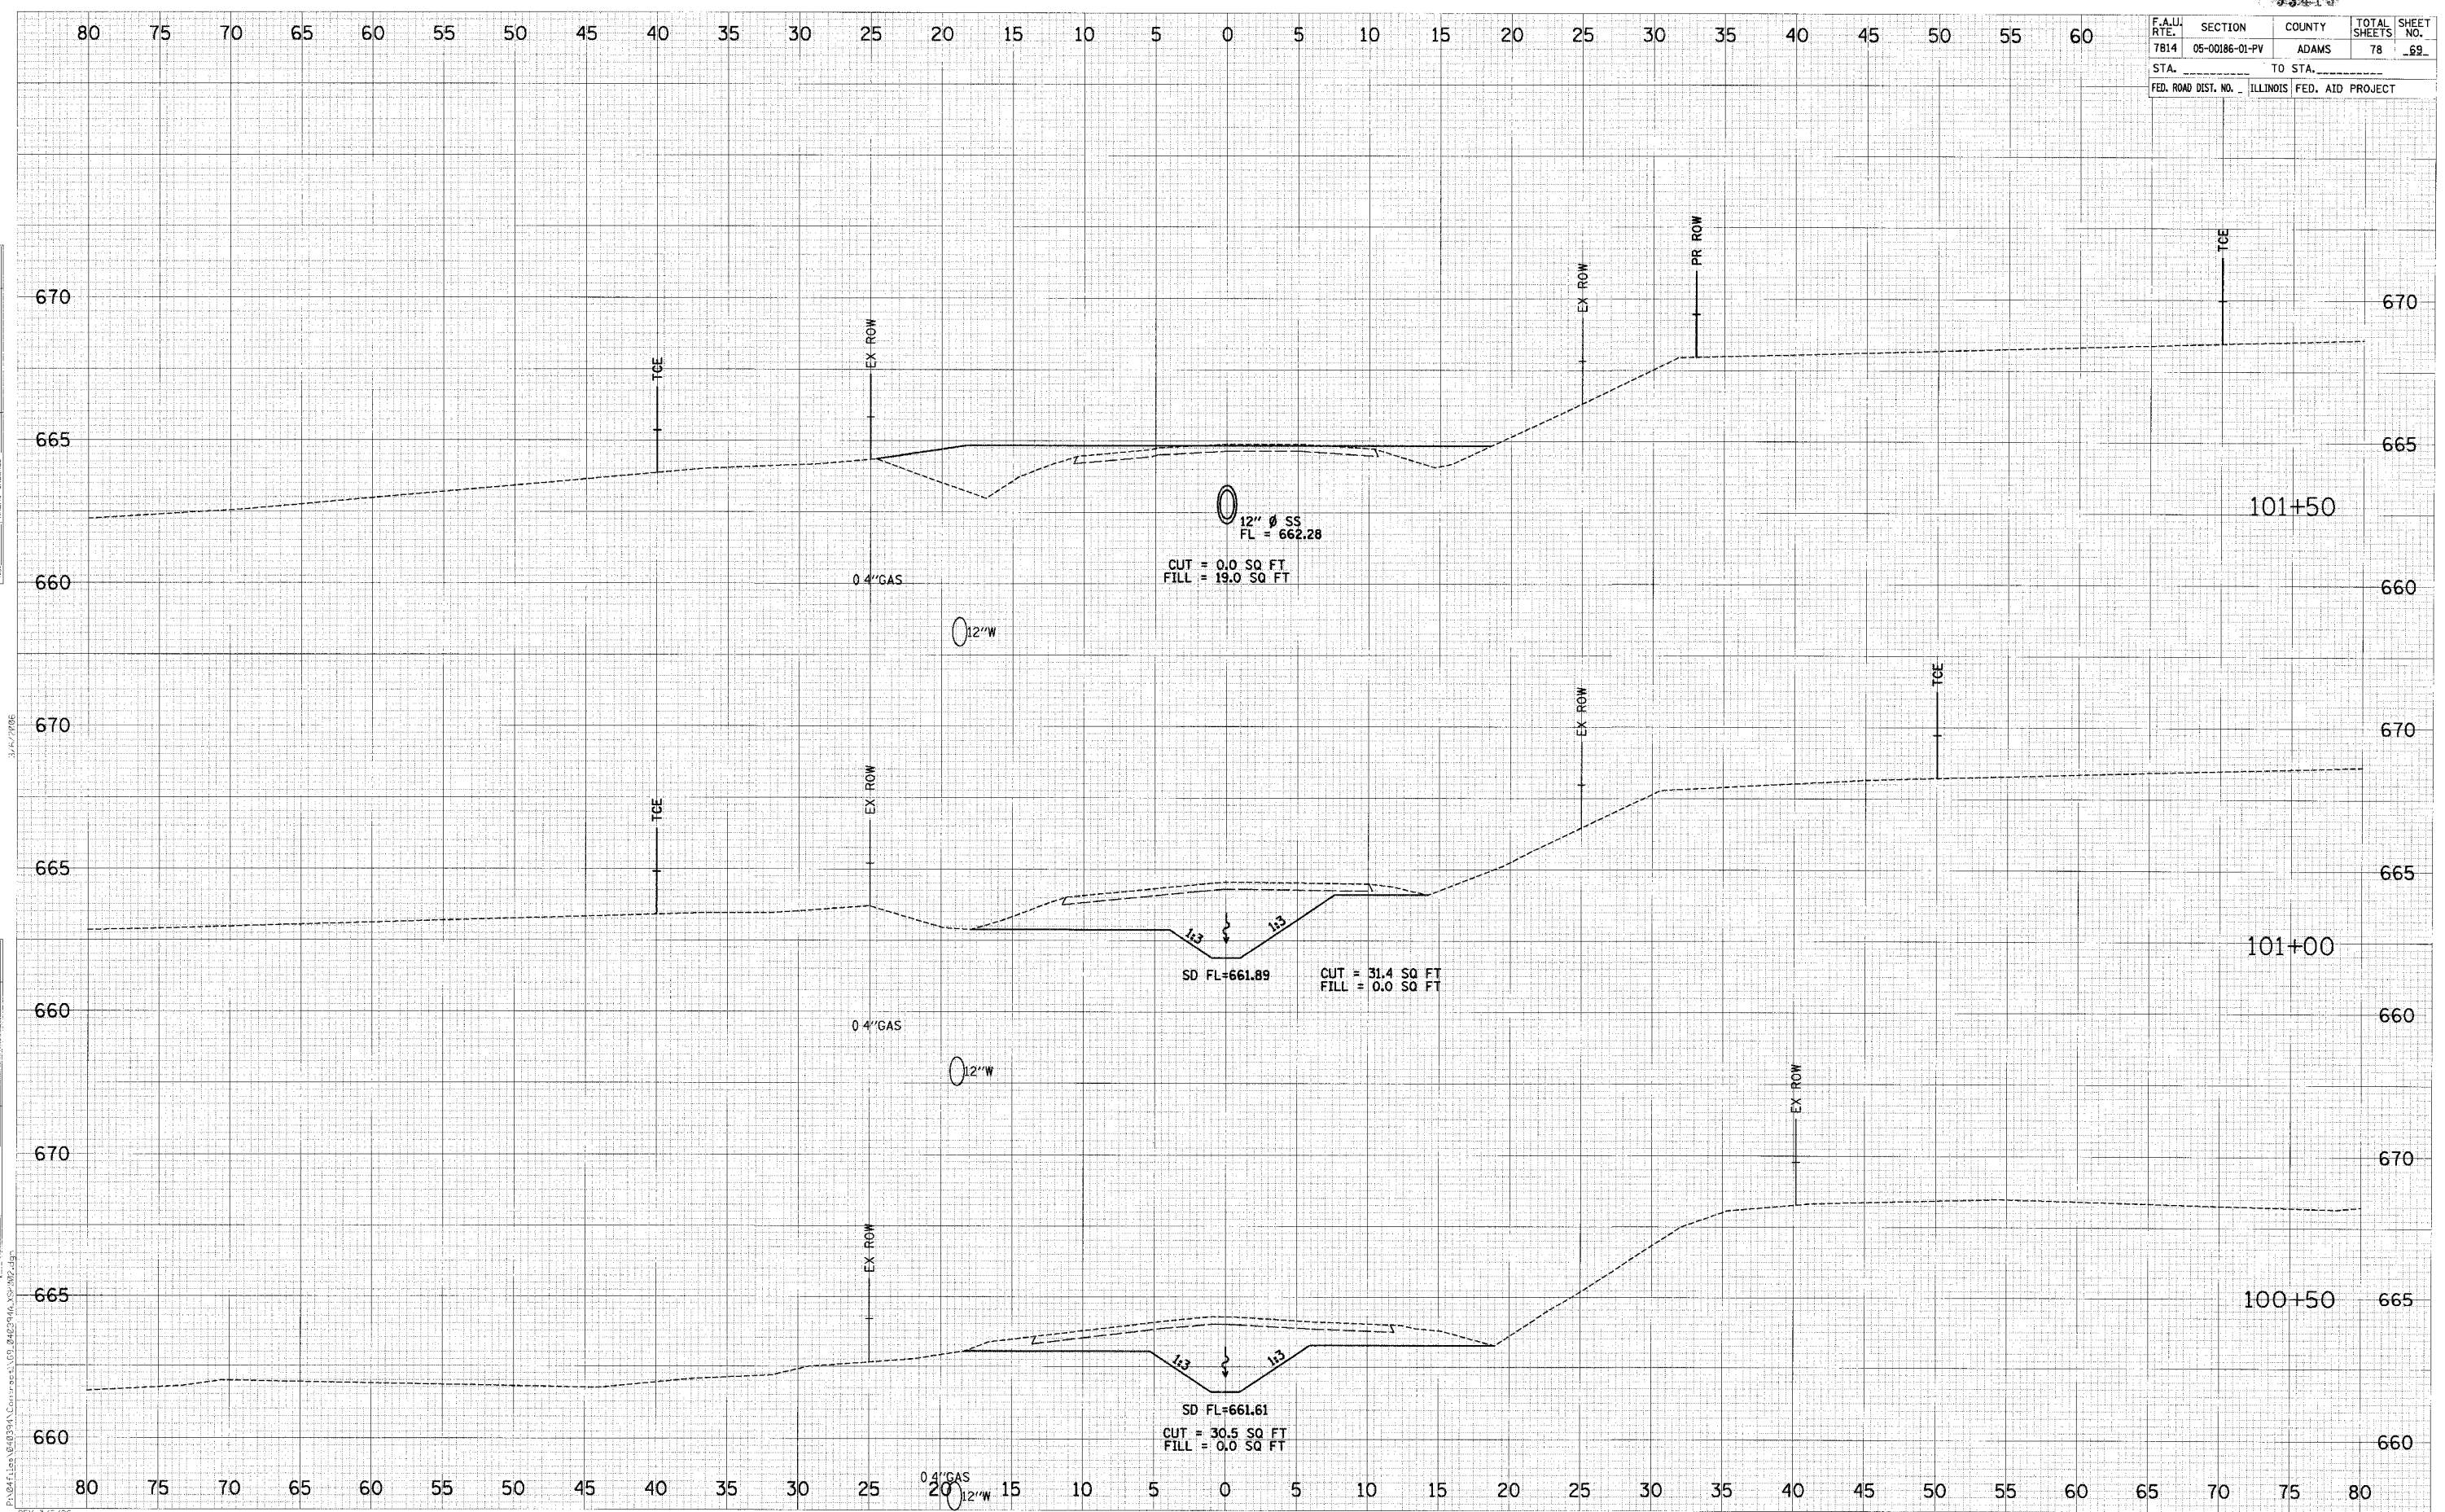 F.A.U. RTE. SECTION COUNTY TOTAL SHEETS SHEET NO.
7814 05-00186-01-PV ADAMS 78 69
STA. __________ TO STA.__________
FED. ROAD DIST. NO. _ ILLINOIS FED. AID PROJECT
80 75 70 65 60 55 50 45 40 35 30 25 20 15 10 5 0 5 10 15 20 25 30 35 40 45 50 55 60
PR ROW
TCE
EX ROW
670 670
EX ROW
TCE
665 665
101+50
12" Ø SS
FL = 662.28
CUT = 0.0 SQ FT
FILL = 19.0 SQ FT
0 4"GAS
660 660
12"W
TCE
EX ROW
670 670
3/6/2006
EX ROW
TCE
665 665
1:3 1:3
101+00
SD FL=661.89
CUT = 31.4 SQ FT
FILL = 0.0 SQ FT
660 660
0 4"GAS
12"W
EX ROW
670 670
EX ROW
665 100+50 665
1:3 1:3
SD FL=661.61
CUT = 30.5 SQ FT
FILL = 0.0 SQ FT
660 660
0 4"GAS
80 75 70 65 60 55 50 45 40 35 30 25 20 15 10 5 0 5 10 15 20 25 30 35 40 45 50 55 60 65 70 75 80
12"W